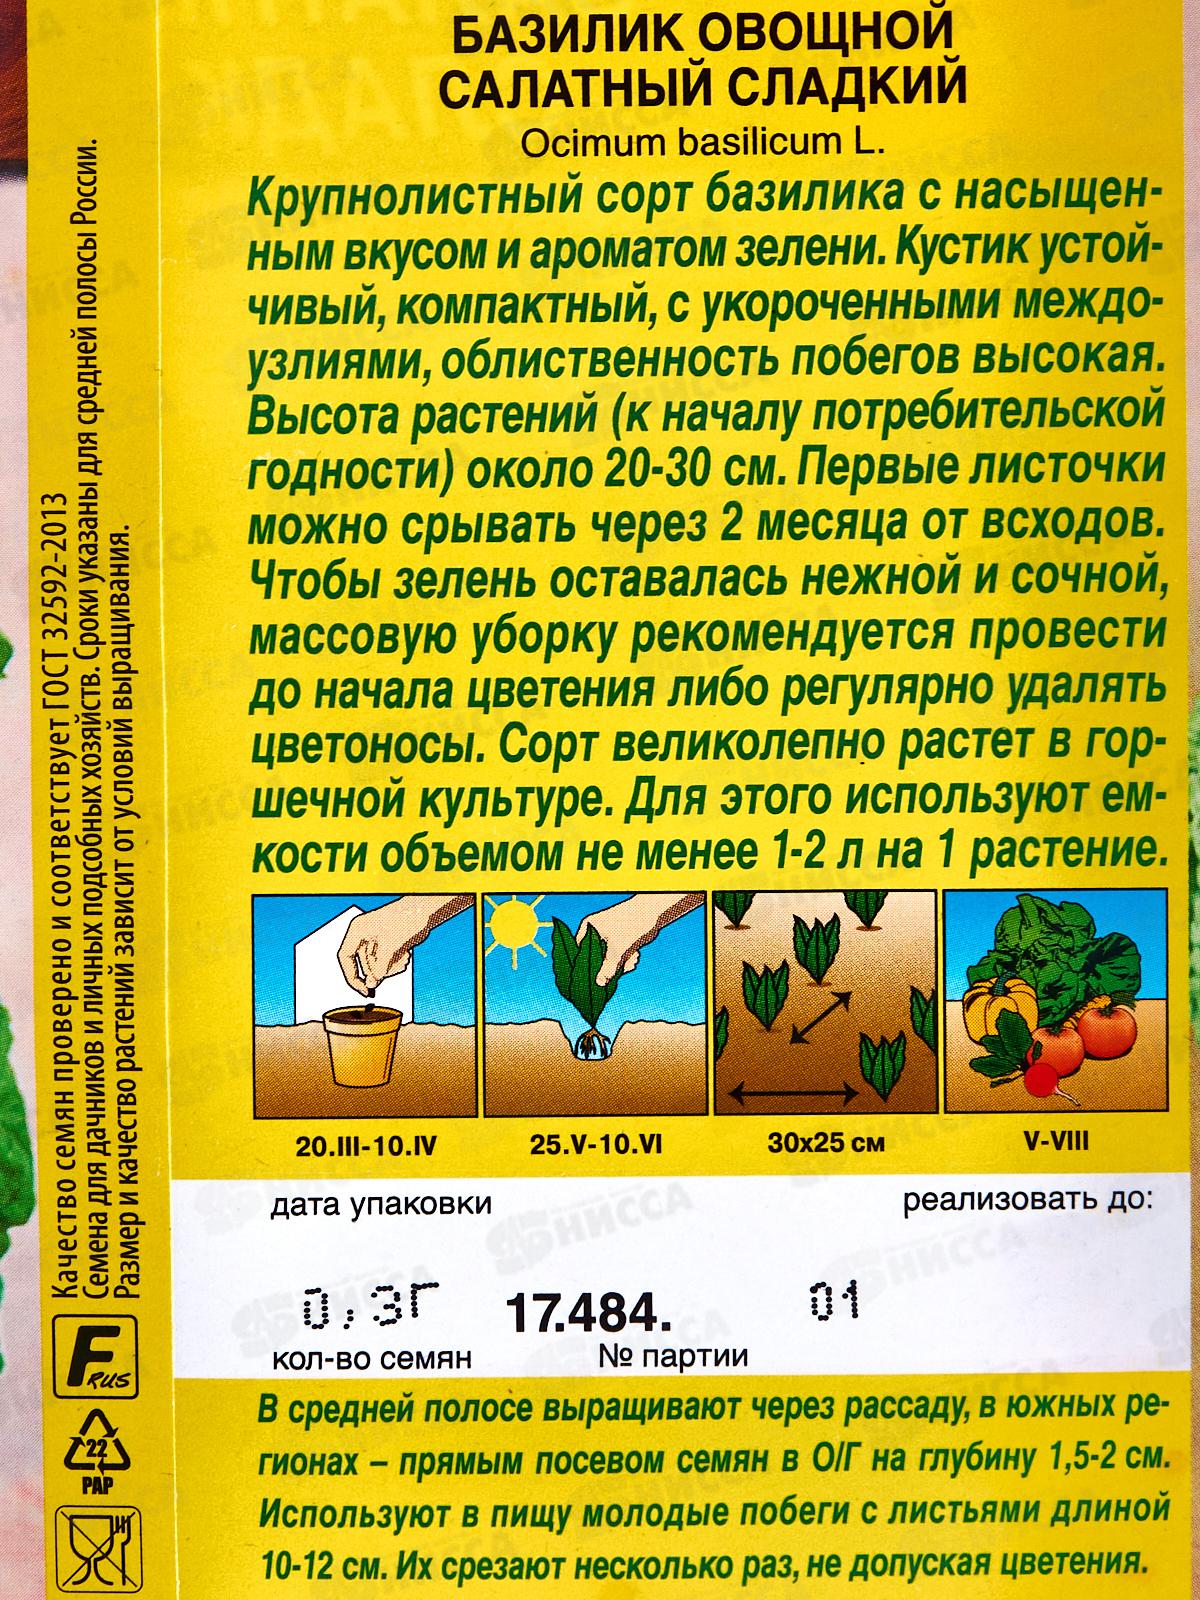 БАЗИЛИК ОВОЩНОЙ
САЛАТНЫЙ СЛАДКИЙ
Ocimum basilicum L.
Крупнолистный сорт базилика с насыщен-
ным вкусом и ароматом зелени. Кустик устой-
чивый, компактный, с укороченными междо-
узлиями, облиственность побегов высокая.
Высота растений (к началу потребительской
годности) около 20-30 см. Первые листочки
можно срывать через 2 месяца от всходов.
Чтобы зелень оставалась нежной и сочной,
массовую уборку рекомендуется провести
до начала цветения либо регулярно удалять
цветоносы. Сорт великолепно растет в гор-
шечной культуре. Для этого используют ем-
кости объемом не менее 1-2 л на 1 растение.
20.III-10.IV 25.V-10.VI 30x25 см V-VIII
дата упаковки реализовать до:
0,3Г 17.484. 01
кол-во семян № партии
В средней полосе выращивают через рассаду, в южных ре-
гионах – прямым посевом семян в О/Г на глубину 1,5-2 см.
Используют в пищу молодые побеги с листьями длиной
10-12 см. Их срезают несколько раз, не допуская цветения.
Качество семян проверено и соответствует ГОСТ 32592-2013
Семена для дачников и личных подсобных хозяйств. Сроки указаны для средней полосы России.
Размер и качество растений зависит от условий выращивания.
F RUS
22
PAP
НИССА